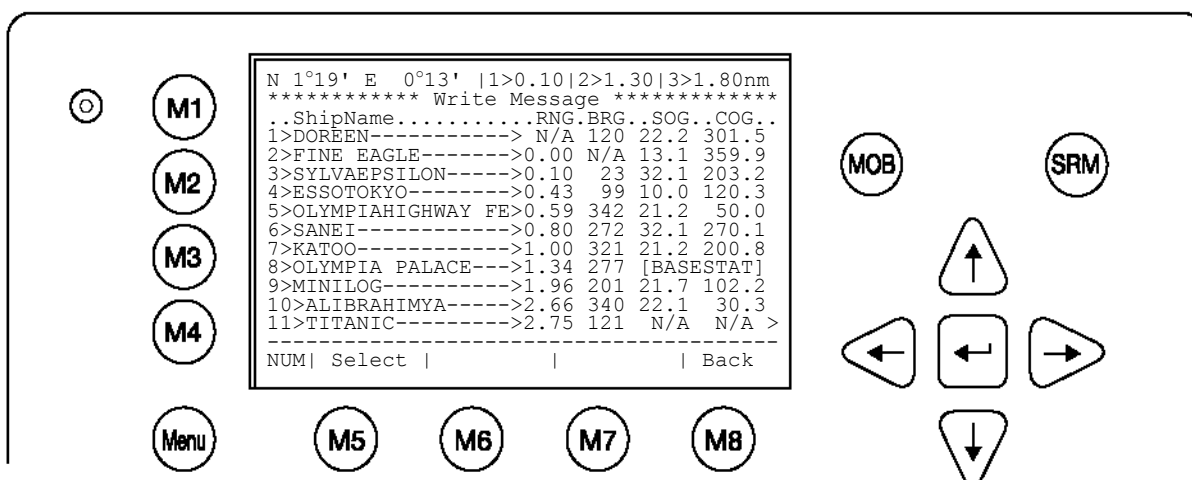 N 1°19' E  0°13' |1>0.10|2>1.30|3>1.80nm
************ Write Message *************
..ShipName...........RNG.BRG..SOG..COG..
1>DOREEN-----------> N/A 120 22.2 301.5
2>FINE EAGLE------->0.00 N/A 13.1 359.9
3>SYLVAEPSILON----->0.10  23 32.1 203.2
4>ESSOTOKYO-------->0.43  99 10.0 120.3
5>OLYMPIAHIGHWAY FE>0.59 342 21.2  50.0
6>SANEI------------>0.80 272 32.1 270.1
7>KATOO------------>1.00 321 21.2 200.8
8>OLYMPIA PALACE--->1.34 277 [BASESTAT]
9>MINILOG---------->1.96 201 21.7 102.2
10>ALIBRAHIMYA----->2.66 340 22.1  30.3
11>TITANIC--------->2.75 121  N/A  N/A >
----------------------------------------
NUM| Select |         |         | Back
M1
M2
M3
M4
Menu
M5
M6
M7
M8
MOB
SRM